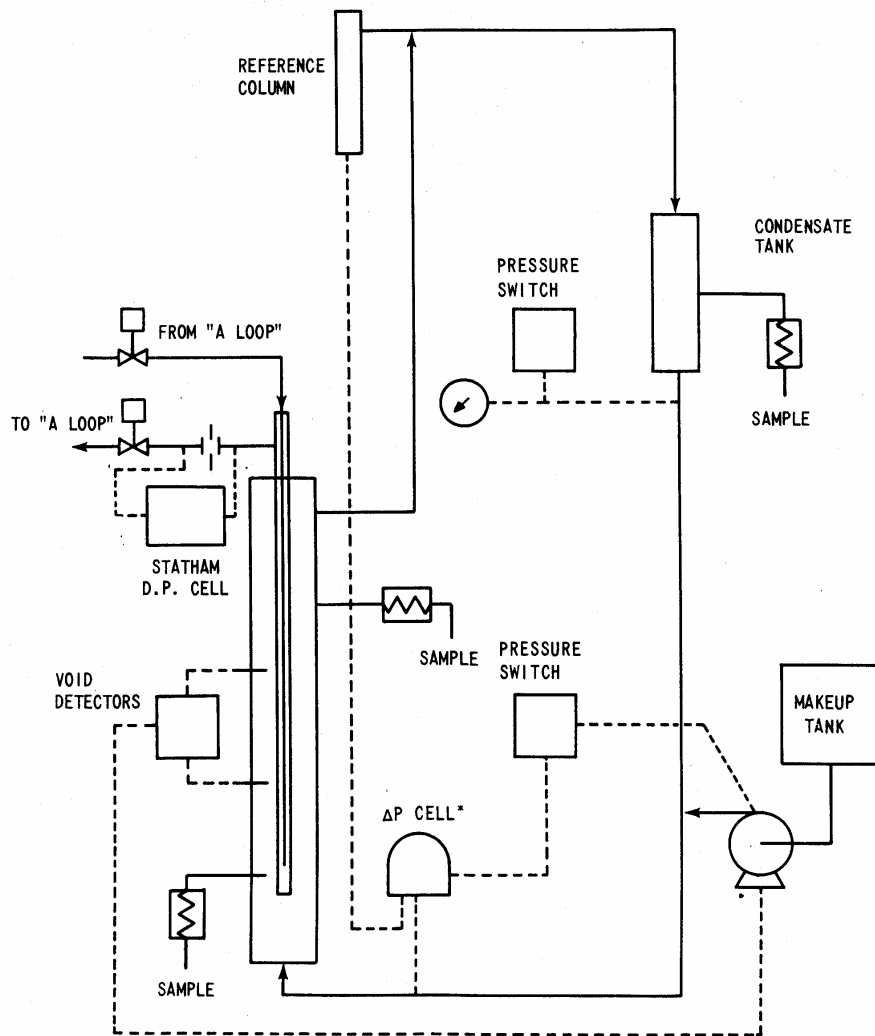 REFERENCE
COLUMN
CONDENSATE
TANK
PRESSURE
SWITCH
FROM "A LOOP"
TO "A LOOP"
SAMPLE
STATHAM
D.P. CELL
SAMPLE
PRESSURE
SWITCH
VOID
DETECTORS
MAKEUP
TANK
ΔP CELL*
SAMPLE